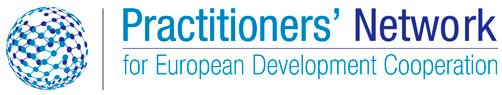 Practitioners’ Network
for European Development Cooperation